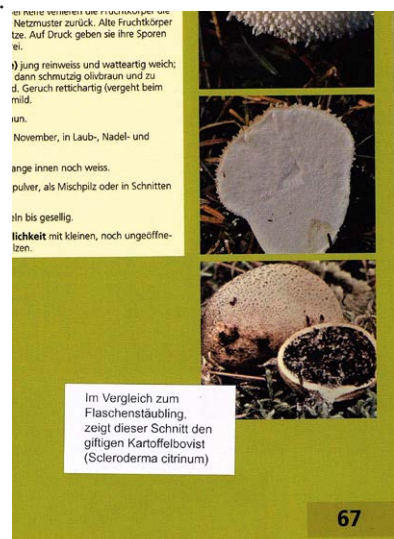 Netzmuster zurück. Alte Fruchtkörper
tze. Auf Druck geben sie ihre Sporen
rei.
e) jung reinweiss und watteartig weich;
dann schmutzig olivbraun und zu
d. Geruch rettichartig (vergeht beim
mild.
un.
November, in Laub-, Nadel- und
ange innen noch weiss.
pulver, als Mischpilz oder in Schnitten
eln bis gesellig.
lichkeit mit kleinen, noch ungeöffne-
lzen.
Im Vergleich zum
Flaschenstäubling,
zeigt dieser Schnitt den
giftigen Kartoffelbovist
(Scleroderma citrinum)
67